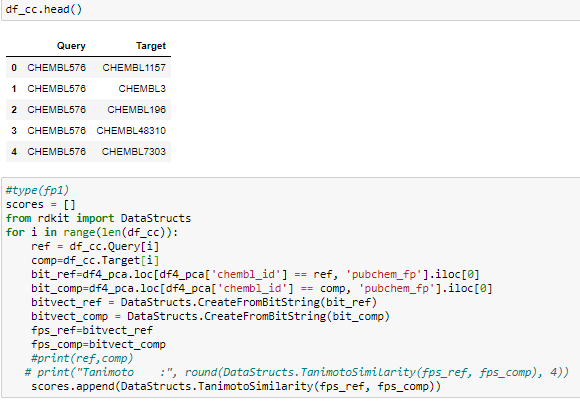 df_cc.head()
Query Target
0 CHEMBL576 CHEMBL1157
1 CHEMBL576 CHEMBL3
2 CHEMBL576 CHEMBL196
3 CHEMBL576 CHEMBL48310
4 CHEMBL576 CHEMBL7303
#type(fp1)
scores = []
from rdkit import DataStructs
for i in range(len(df_cc)):
    ref = df_cc.Query[i]
    comp=df_cc.Target[i]
    bit_ref=df4_pca.loc[df4_pca['chembl_id'] == ref, 'pubchem_fp'].iloc[0]
    bit_comp=df4_pca.loc[df4_pca['chembl_id'] == comp, 'pubchem_fp'].iloc[0]
    bitvect_ref = DataStructs.CreateFromBitString(bit_ref)
    bitvect_comp = DataStructs.CreateFromBitString(bit_comp)
    fps_ref=bitvect_ref
    fps_comp=bitvect_comp
    #print(ref,comp)
   # print("Tanimoto    :", round(DataStructs.TanimotoSimilarity(fps_ref, fps_comp), 4))
    scores.append(DataStructs.TanimotoSimilarity(fps_ref, fps_comp))